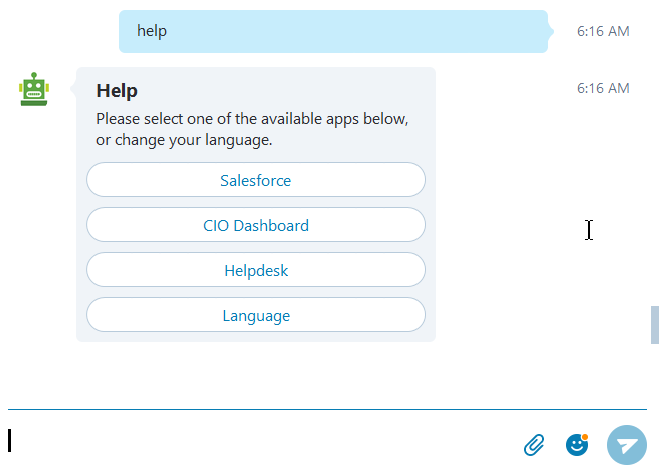 help
6:16 AM
Help
6:16 AM
Please select one of the available apps below,
or change your language.
Salesforce
CIO Dashboard
Helpdesk
Language